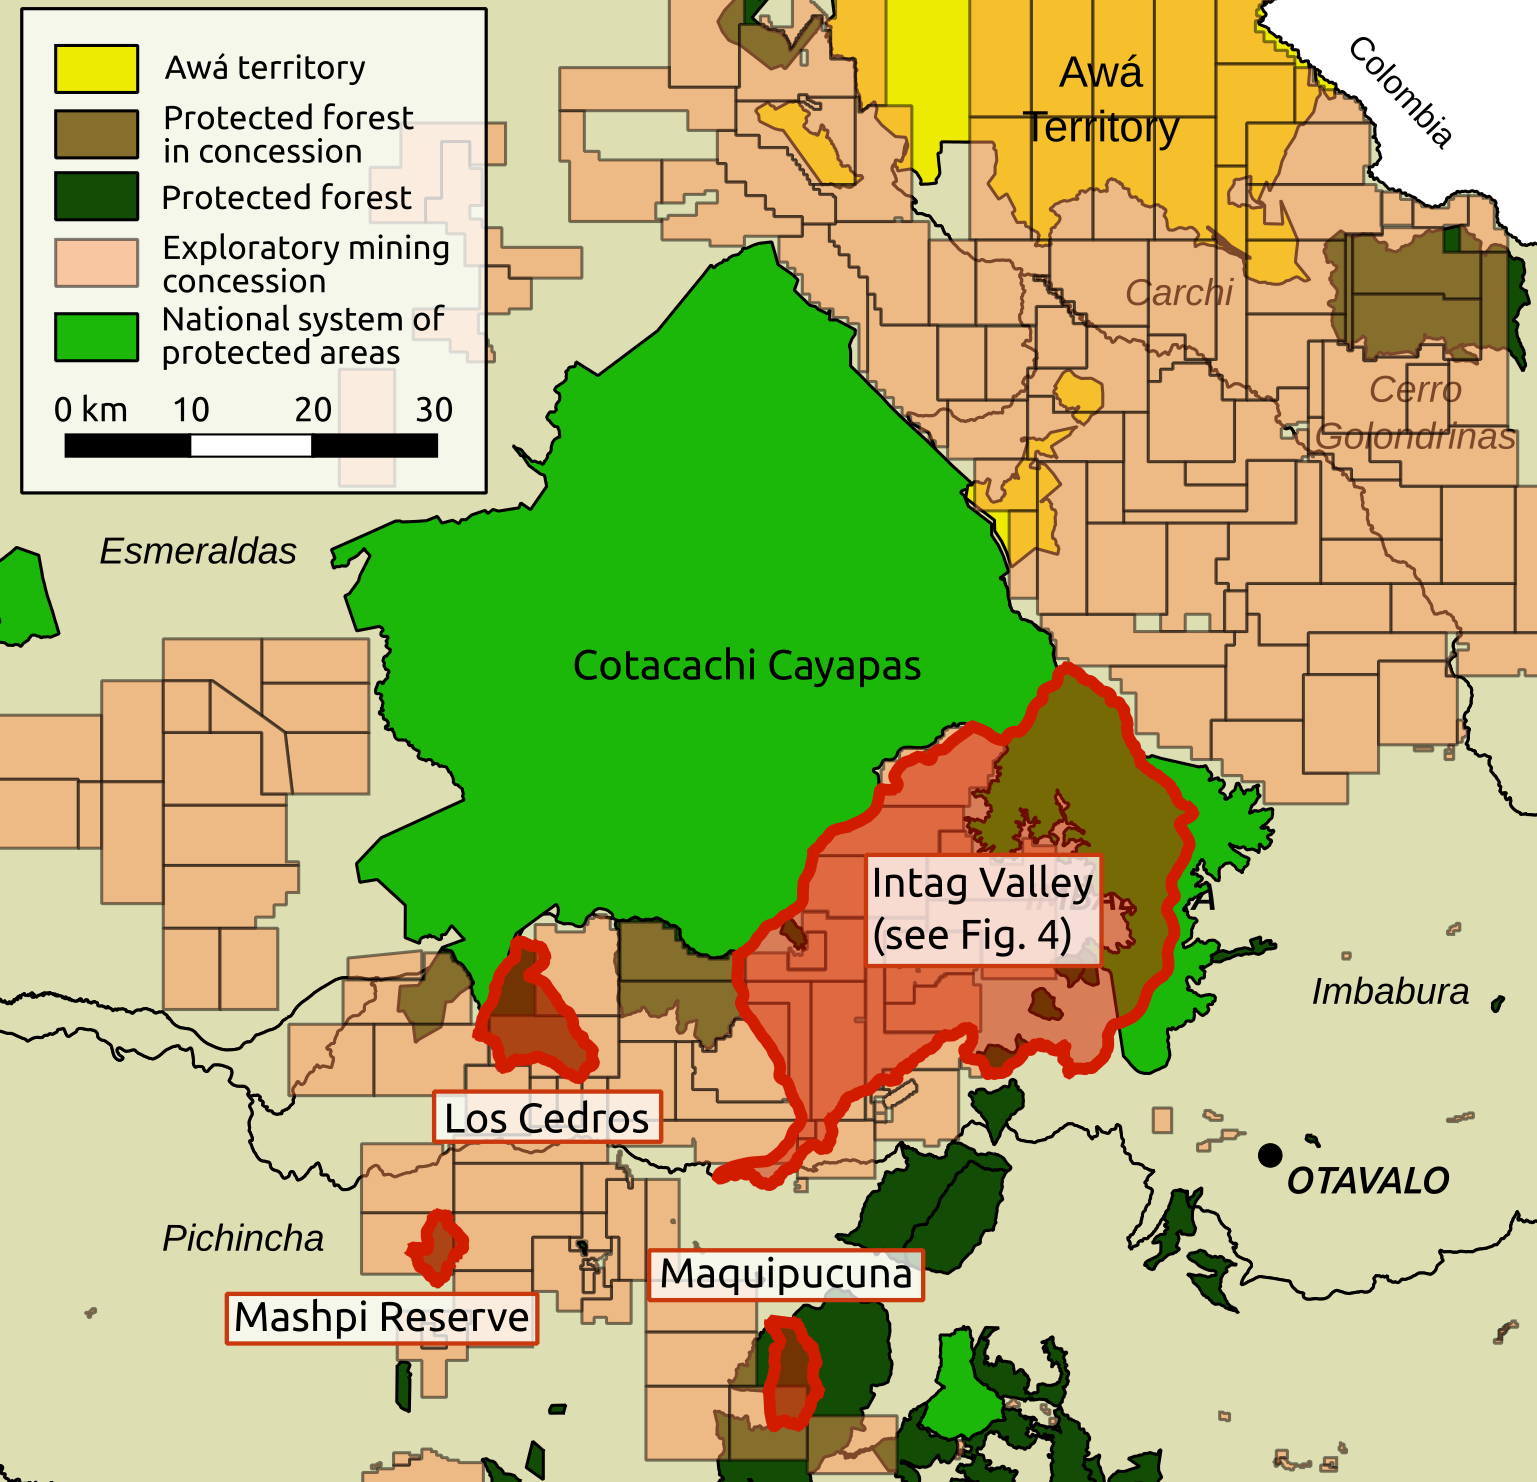 Awá territory
Protected forest
in concession
Protected forest
Exploratory mining
concession
National system of
protected areas
0 km 10 20 30
Awá
Territory
Colombia
Carchi
Cerro
Golondrinas
Esmeraldas
Cotacachi Cayapas
Intag Valley
(see Fig. 4)
A
Imbabura
Los Cedros
OTAVALO
Pichincha
Maquipucuna
Mashpi Reserve